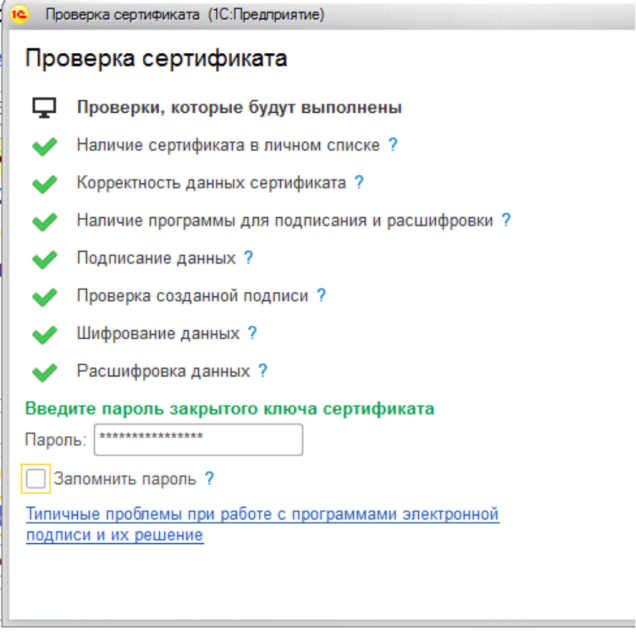 1С Проверка сертификата (1С:Предприятие)
Проверка сертификата
Проверки, которые будут выполнены
Наличие сертификата в личном списке ?
Корректность данных сертификата ?
Наличие программы для подписания и расшифровки ?
Подписание данных ?
Проверка созданной подписи ?
Шифрование данных ?
Расшифровка данных ?
Введите пароль закрытого ключа сертификата
Пароль: ****************
Запомнить пароль ?
Типичные проблемы при работе с программами электронной
подписи и их решение